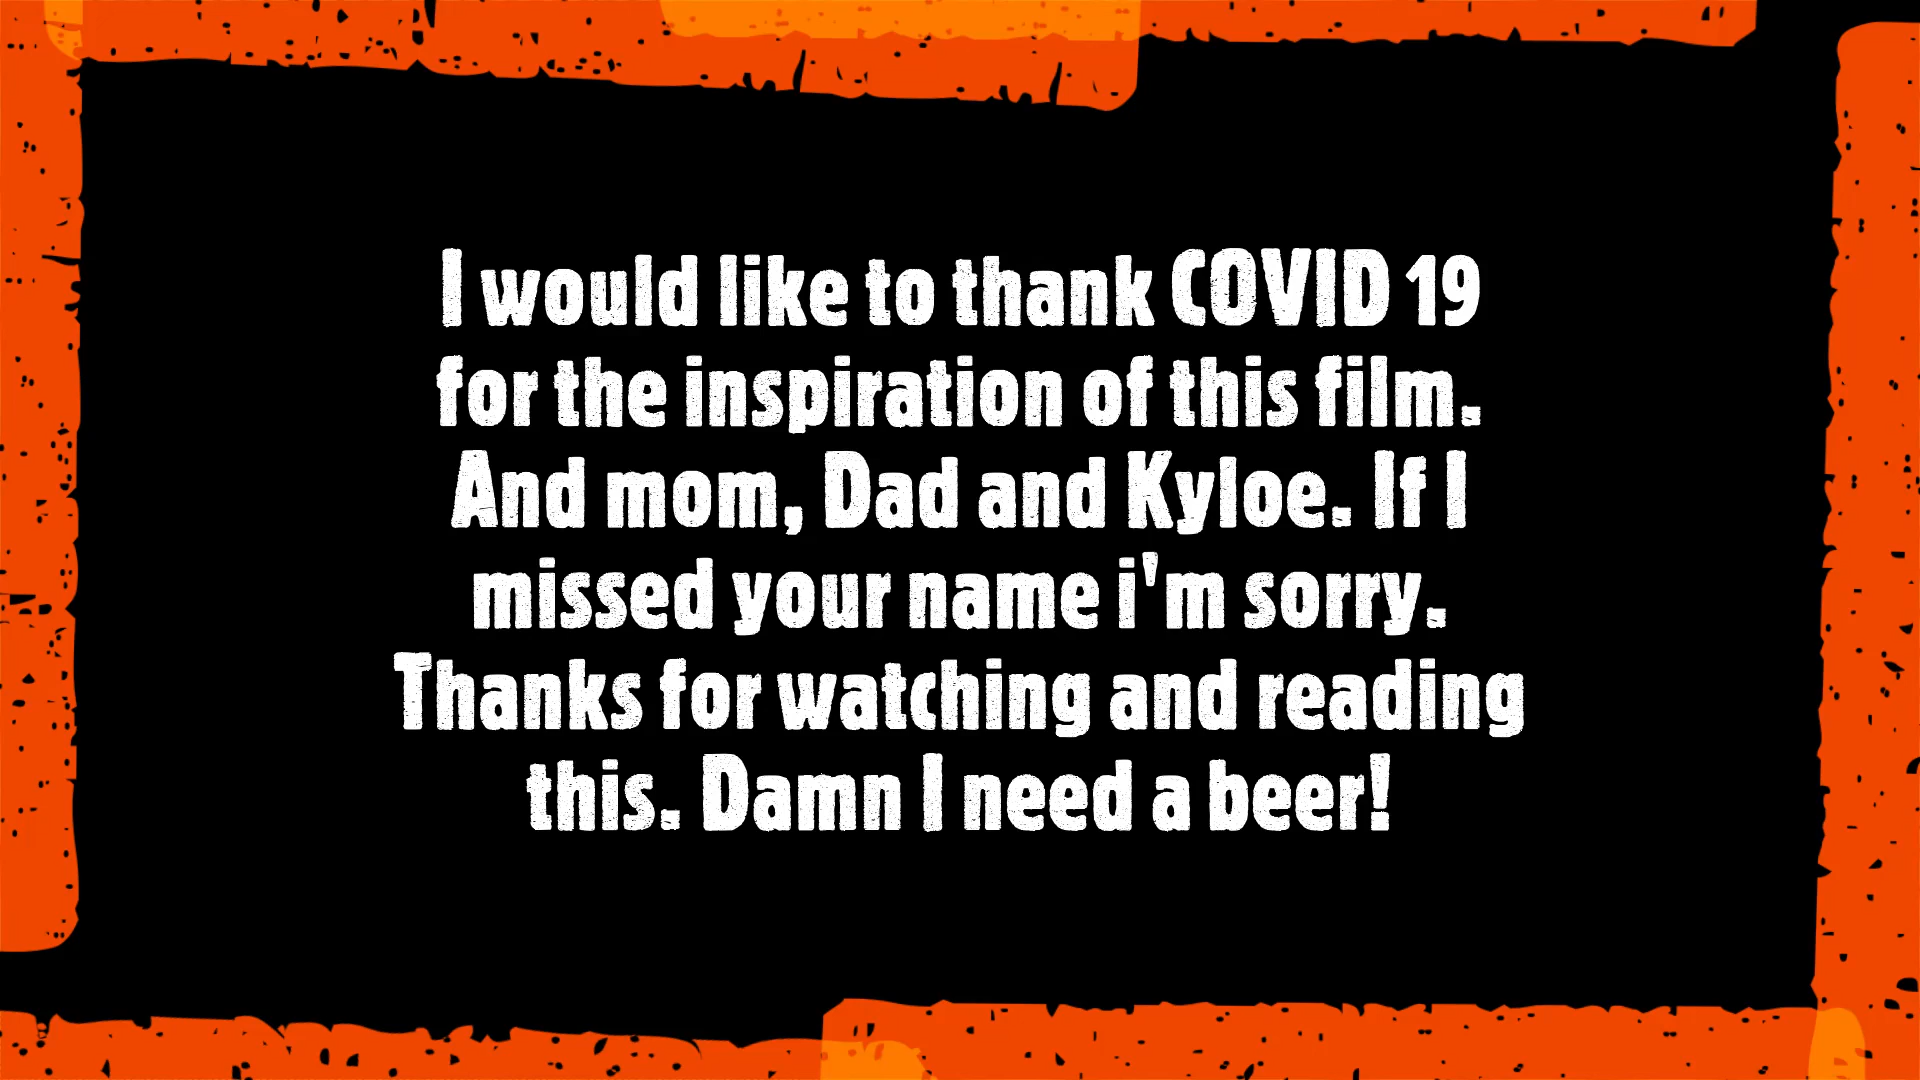 I would like to thank COVID 19
for the inspiration of this film.
And mom, Dad and Kyloe. If I
missed your name i'm sorry.
Thanks for watching and reading
this. Damn I need a beer!